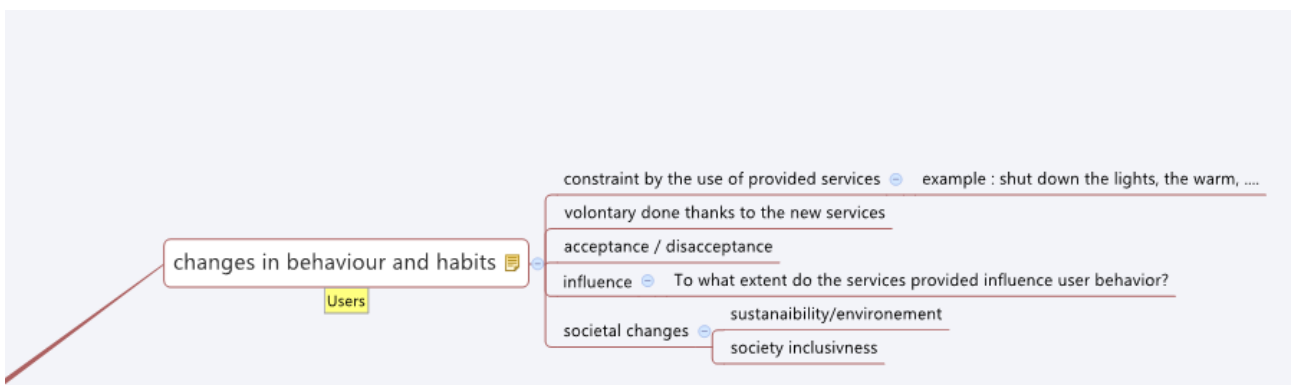 changes in behaviour and habits
Users
constraint by the use of provided services
example : shut down the lights, the warm, ....
volontary done thanks to the new services
acceptance / disacceptance
influence
To what extent do the services provided influence user behavior?
societal changes
sustanaibility/environement
society inclusivness